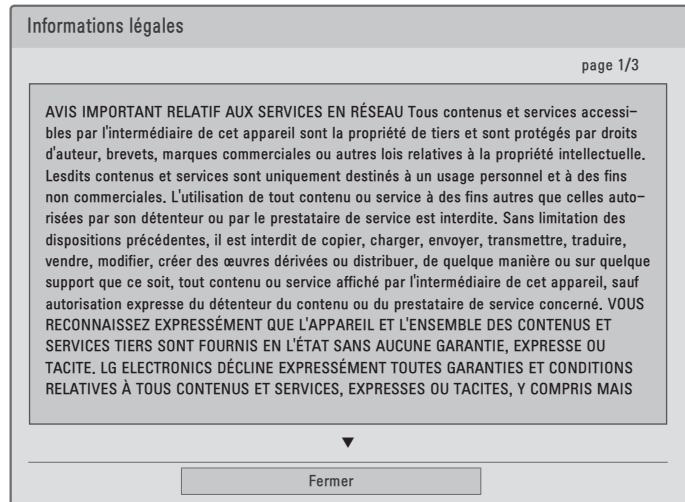 Informations légales
page 1/3
AVIS IMPORTANT RELATIF AUX SERVICES EN RÉSEAU Tous contenus et services accessi-
bles par l'intermédiaire de cet appareil sont la propriété de tiers et sont protégés par droits
d'auteur, brevets, marques commerciales ou autres lois relatives à la propriété intellectuelle.
Lesdits contenus et services sont uniquement destinés à un usage personnel et à des fins
non commerciales. L'utilisation de tout contenu ou service à des fins autres que celles auto-
risées par son détenteur ou par le prestataire de service est interdite. Sans limitation des
dispositions précédentes, il est interdit de copier, charger, envoyer, transmettre, traduire,
vendre, modifier, créer des œuvres dérivées ou distribuer, de quelque manière ou sur quelque
support que ce soit, tout contenu ou service affiché par l'intermédiaire de cet appareil, sauf
autorisation expresse du détenteur du contenu ou du prestataire de service concerné. VOUS
RECONNAISSEZ EXPRESSÉMENT QUE L'APPAREIL ET L'ENSEMBLE DES CONTENUS ET
SERVICES TIERS SONT FOURNIS EN L'ÉTAT SANS AUCUNE GARANTIE, EXPRESSE OU
TACITE. LG ELECTRONICS DÉCLINE EXPRESSÉMENT TOUTES GARANTIES ET CONDITIONS
RELATIVES À TOUS CONTENUS ET SERVICES, EXPRESSES OU TACITES, Y COMPRIS MAIS
▼
Fermer